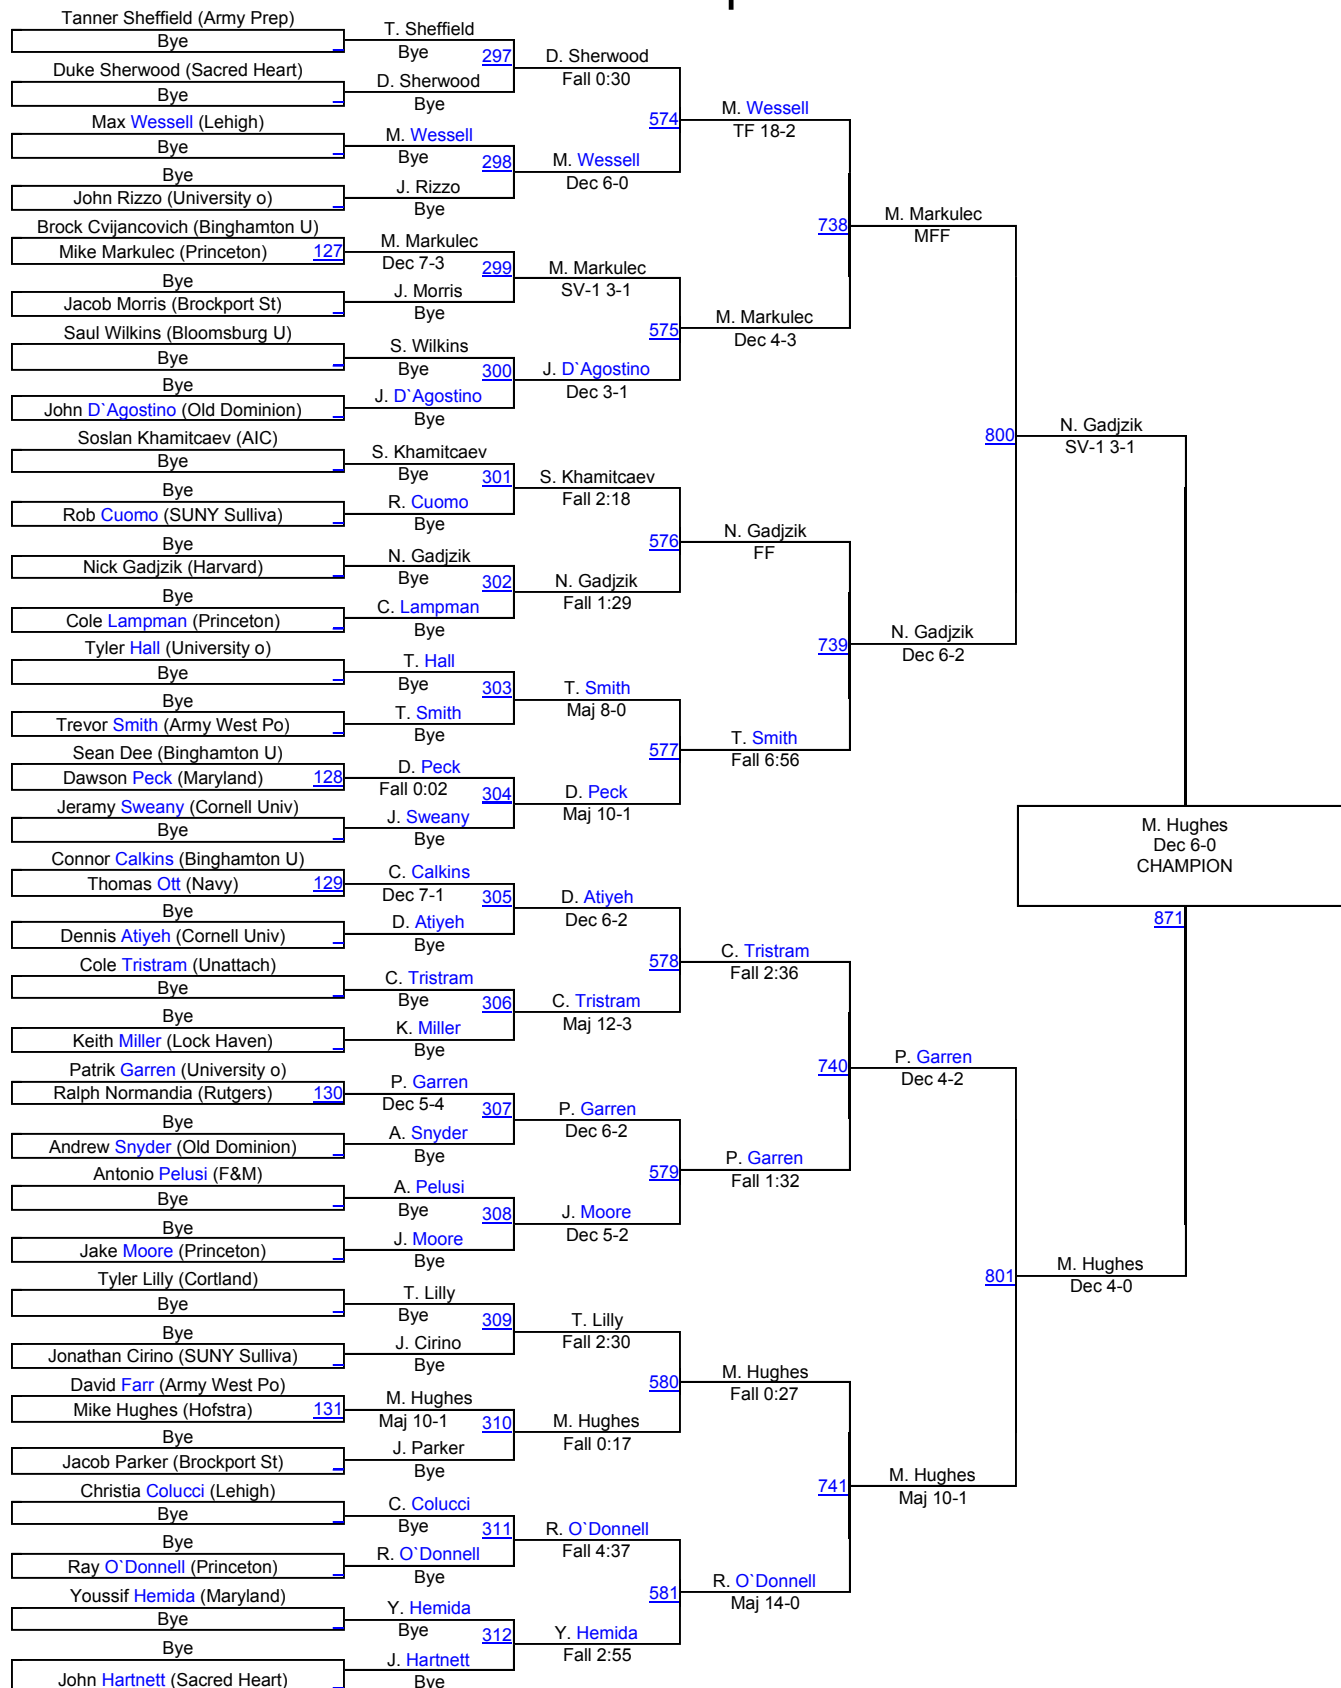 Tanner Sheffield (Army Prep)
Bye
Duke Sherwood (Sacred Heart)
Bye
Max Wessell (Lehigh)
Bye
Bye
John Rizzo (University o)
Brock Cvijancovich (Binghamton U)
Mike Markulec (Princeton) 127
Bye
Jacob Morris (Brockport St)
Saul Wilkins (Bloomsburg U)
Bye
Bye
John D`Agostino (Old Dominion)
Soslan Khamitcaev (AIC)
Bye
Bye
Rob Cuomo (SUNY Sulliva)
Bye
Nick Gadjzik (Harvard)
Bye
Cole Lampman (Princeton)
Tyler Hall (University o)
Bye
Bye
Trevor Smith (Army West Po)
Sean Dee (Binghamton U)
Dawson Peck (Maryland) 128
Jeramy Sweany (Cornell Univ)
Bye
Connor Calkins (Binghamton U)
Thomas Ott (Navy) 129
Bye
Dennis Atiyeh (Cornell Univ)
Cole Tristram (Unattach)
Bye
Bye
Keith Miller (Lock Haven)
Patrik Garren (University o)
Ralph Normandia (Rutgers) 130
Bye
Andrew Snyder (Old Dominion)
Antonio Pelusi (F&M)
Bye
Bye
Jake Moore (Princeton)
Tyler Lilly (Cortland)
Bye
Bye
Jonathan Cirino (SUNY Sulliva)
David Farr (Army West Po)
Mike Hughes (Hofstra) 131
Bye
Jacob Parker (Brockport St)
Christia Colucci (Lehigh)
Bye
Bye
Ray O`Donnell (Princeton)
Youssif Hemida (Maryland)
Bye
Bye
John Hartnett (Sacred Heart)
T. Sheffield
Bye 297
D. Sherwood
Bye
M. Wessell
Bye 298
J. Rizzo
Bye
M. Markulec
Dec 7-3 299
J. Morris
Bye
S. Wilkins
Bye 300
J. D`Agostino
Bye
S. Khamitcaev
Bye 301
R. Cuomo
Bye
N. Gadjzik
Bye 302
C. Lampman
Bye
T. Hall
Bye 303
T. Smith
Bye
D. Peck
Fall 0:02 304
J. Sweany
Bye
C. Calkins
Dec 7-1 305
D. Atiyeh
Bye
C. Tristram
Bye 306
K. Miller
Bye
P. Garren
Dec 5-4 307
A. Snyder
Bye
A. Pelusi
Bye 308
J. Moore
Bye
T. Lilly
Bye 309
J. Cirino
Bye
M. Hughes
Maj 10-1 310
J. Parker
Bye
C. Colucci
Bye 311
R. O`Donnell
Bye
Y. Hemida
Bye 312
J. Hartnett
Bye
D. Sherwood
Fall 0:30
574
M. Wessell
Dec 6-0
M. Markulec
SV-1 3-1
575
J. D`Agostino
Dec 3-1
S. Khamitcaev
Fall 2:18
576
N. Gadjzik
Fall 1:29
T. Smith
Maj 8-0
577
D. Peck
Maj 10-1
D. Atiyeh
Dec 6-2
578
C. Tristram
Maj 12-3
P. Garren
Dec 6-2
579
J. Moore
Dec 5-2
T. Lilly
Fall 2:30
580
M. Hughes
Fall 0:17
R. O`Donnell
Fall 4:37
581
Y. Hemida
Fall 2:55
M. Wessell
TF 18-2
738
M. Markulec
Dec 4-3
N. Gadjzik
FF
739
T. Smith
Fall 6:56
C. Tristram
Fall 2:36
740
P. Garren
Fall 1:32
M. Hughes
Fall 0:27
741
R. O`Donnell
Maj 14-0
M. Markulec
MFF
800
N. Gadjzik
Dec 6-2
P. Garren
Dec 4-2
801
M. Hughes
Maj 10-1
N. Gadjzik
SV-1 3-1
M. Hughes
Dec 6-0
CHAMPION
871
M. Hughes
Dec 4-0